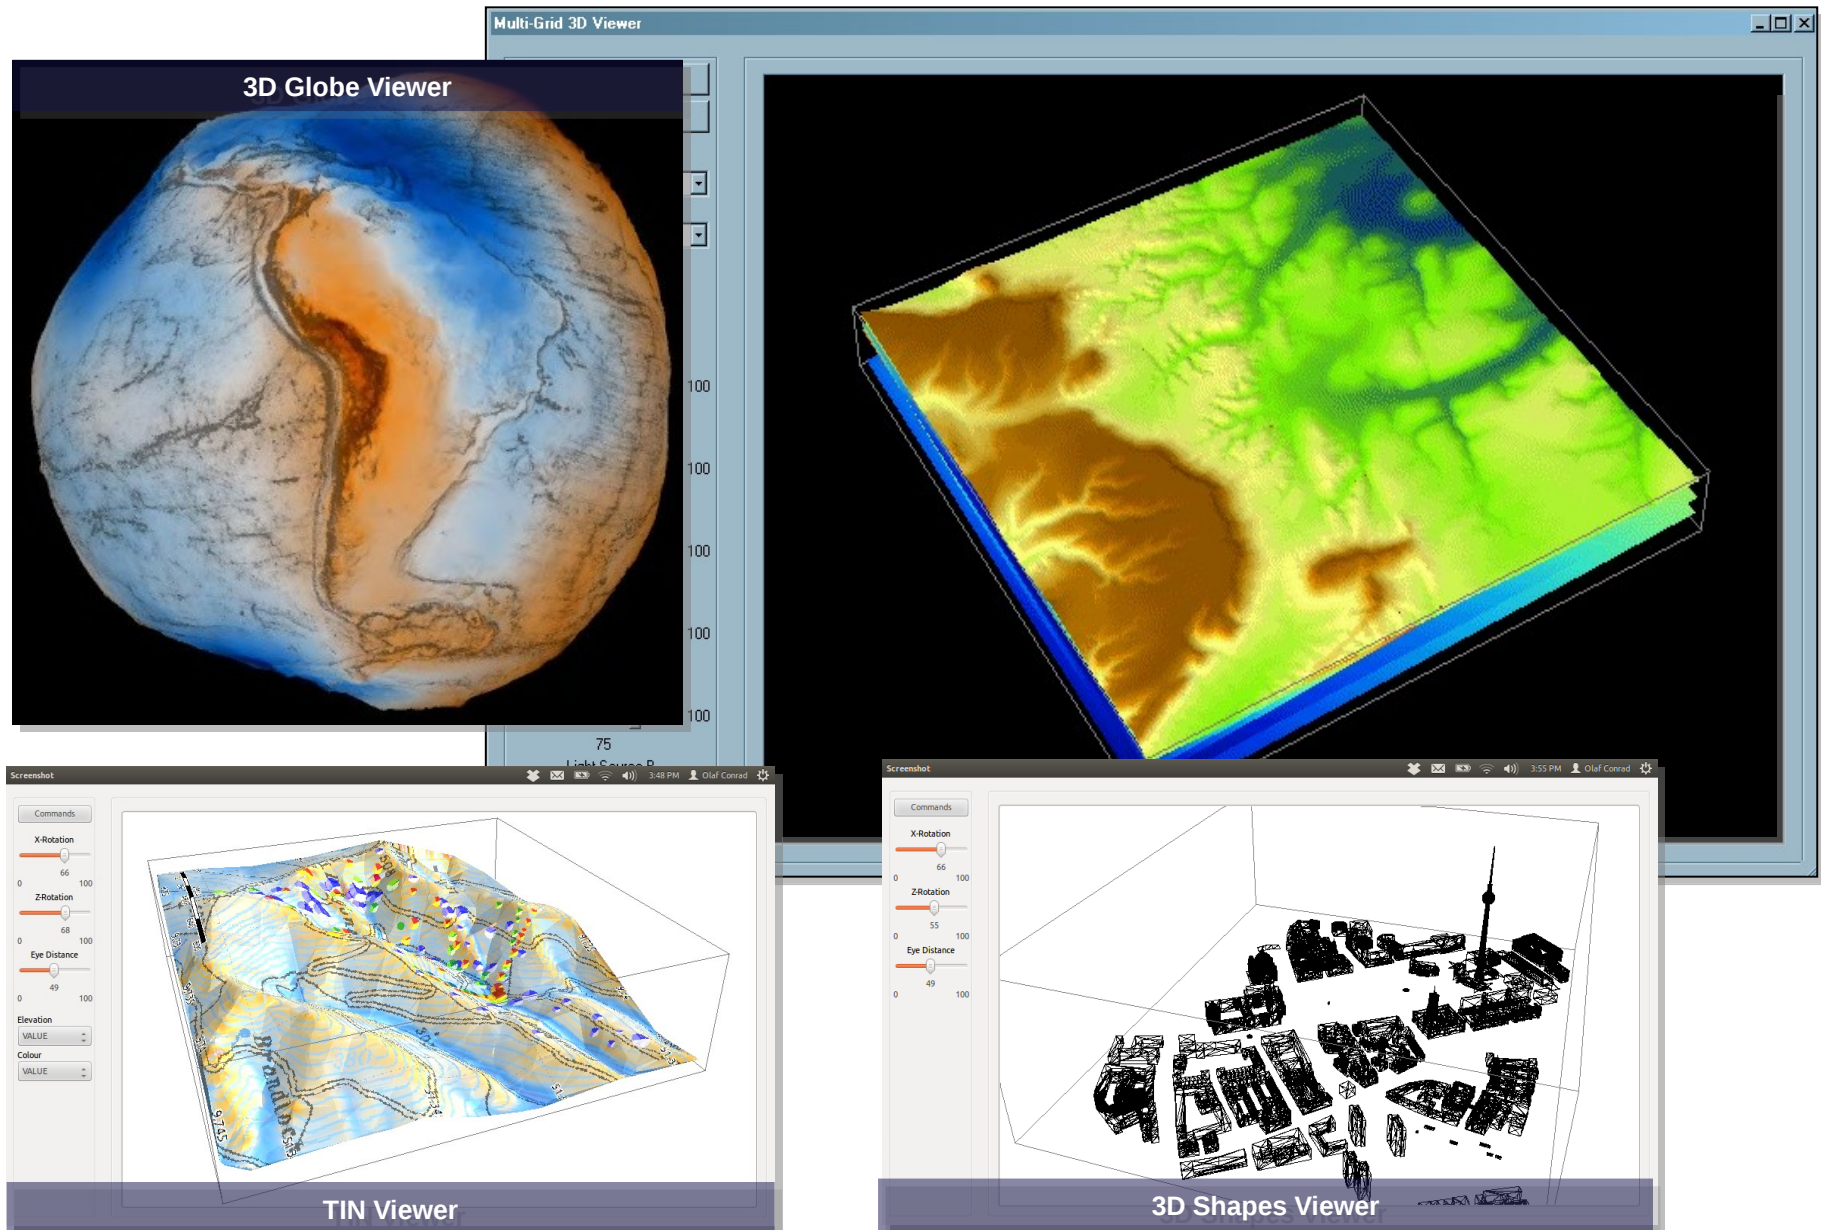 Multi-Grid 3D Viewer
3D Globe Viewer
100
100
100
100
100
75
Screenshot
3:48 PM
Olaf Conrad
Commands
X-Rotation
66
0
100
Z-Rotation
68
0
100
Eye Distance
49
0
100
Elevation
VALUE
Colour
VALUE
TIN Viewer
Screenshot
3:55 PM
Olaf Conrad
Commands
X-Rotation
66
0
100
Z-Rotation
55
0
100
Eye Distance
49
0
100
3D Shapes Viewer